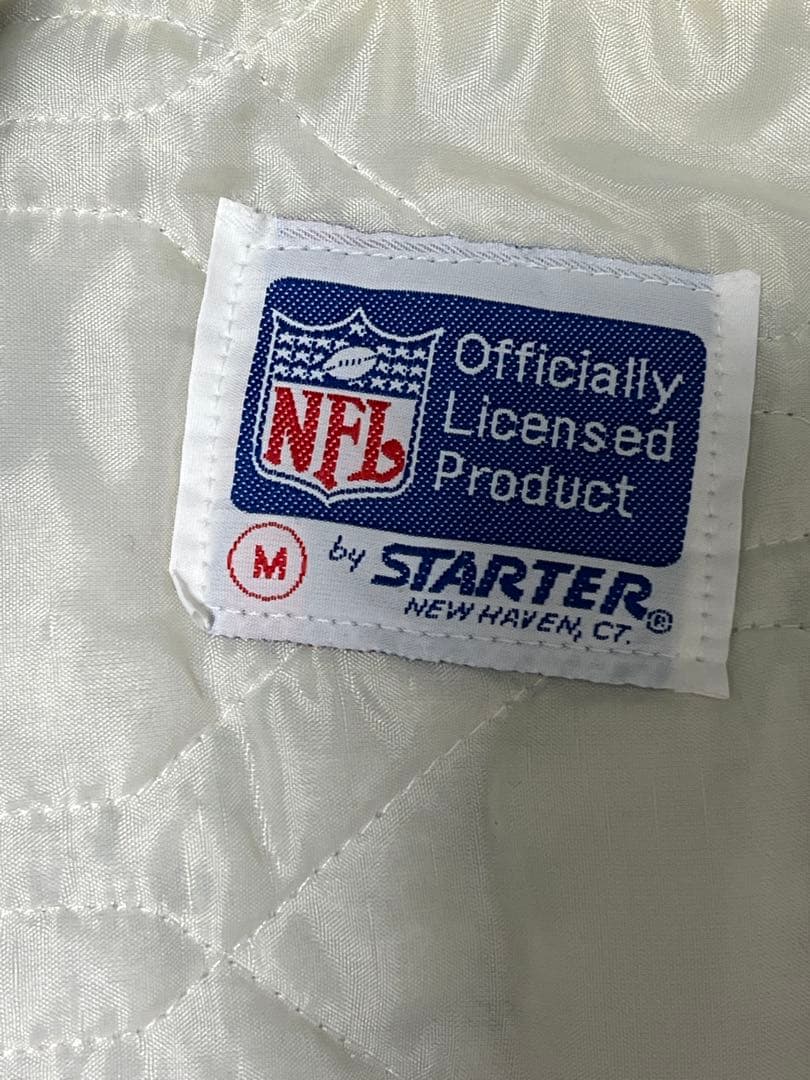 NFL
Officially
Licensed
Product
M
by STARTER®
NEW HAVEN, CT.